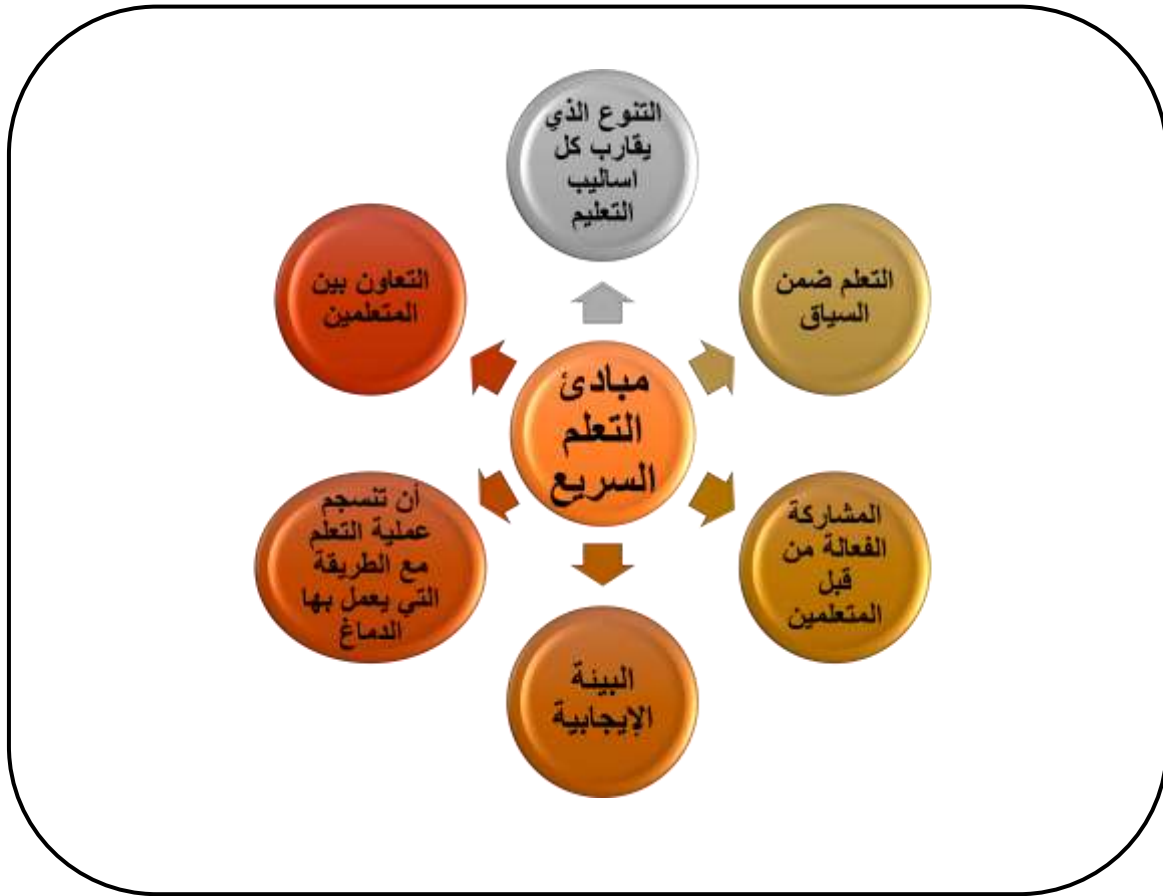 التنوع الذي
يقارب كل
اساليب
التعليم
التعلم ضمن
السياق
التعاون بين
المتعلمين
مبادئ
التعلم
السريع
المشاركة
الفعالة من
قبل
المتعلمين
أن تنسجم
عملية التعلم
مع الطريقة
التي يعمل بها
الدماغ
البيئة
الإيجابية